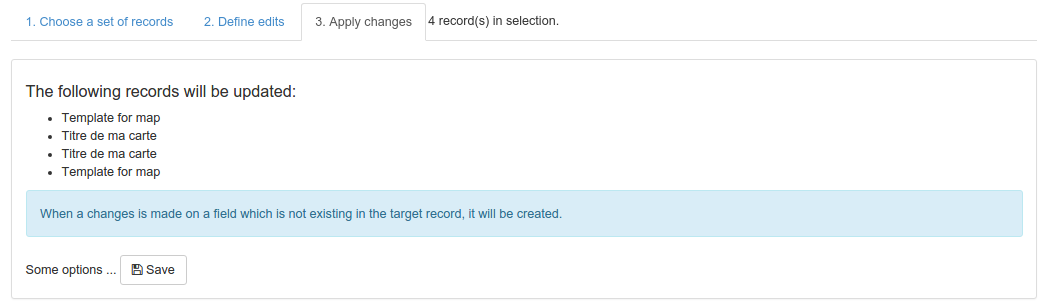 1. Choose a set of records 2. Define edits 3. Apply changes 4 record(s) in selection.
The following records will be updated:
Template for map
Titre de ma carte
Titre de ma carte
Template for map
When a changes is made on a field which is not existing in the target record, it will be created.
Some options ... Save